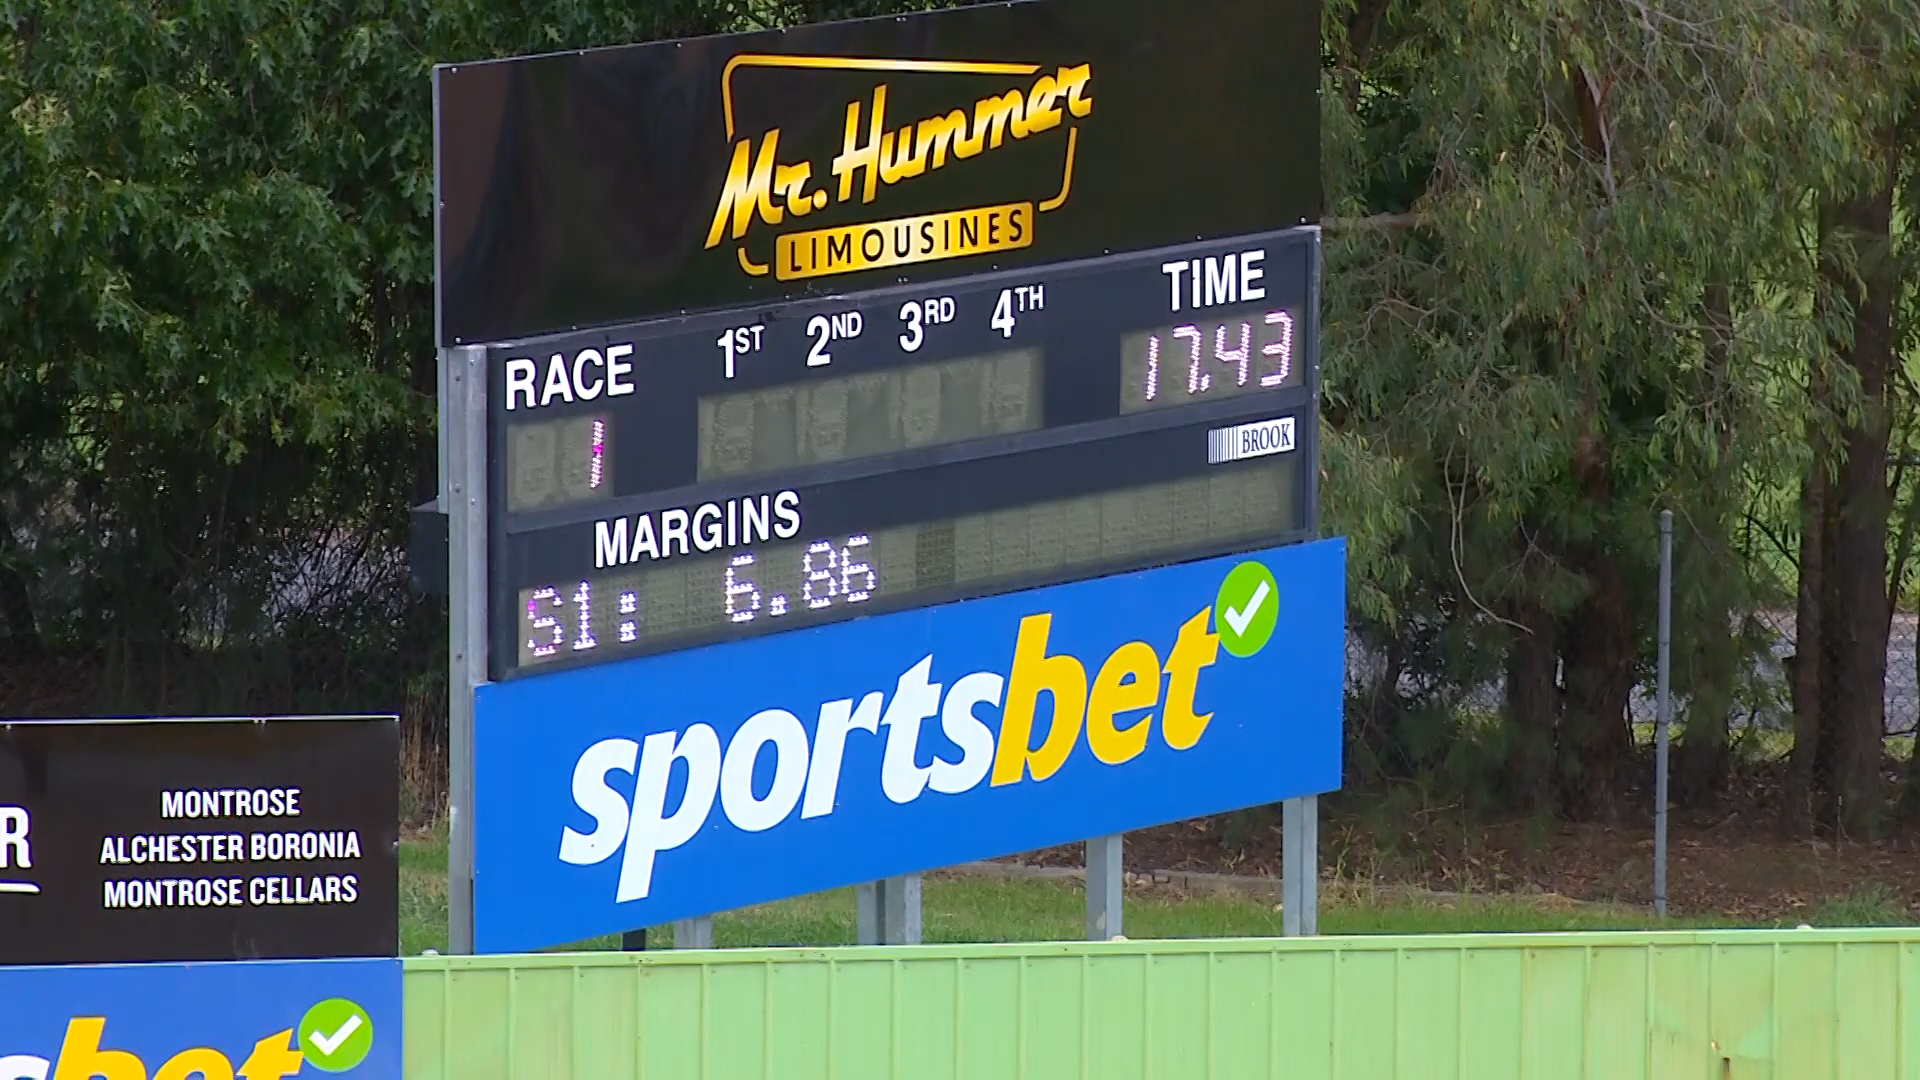 Mr. Hummer
LIMOUSINES
RACE 1ST 2ND 3RD 4TH TIME
1 17.43
BROOK
MARGINS
S1: 6.86
sportsbet
R
MONTROSE
ALCHESTER BORONIA
MONTROSE CELLARS
sbet